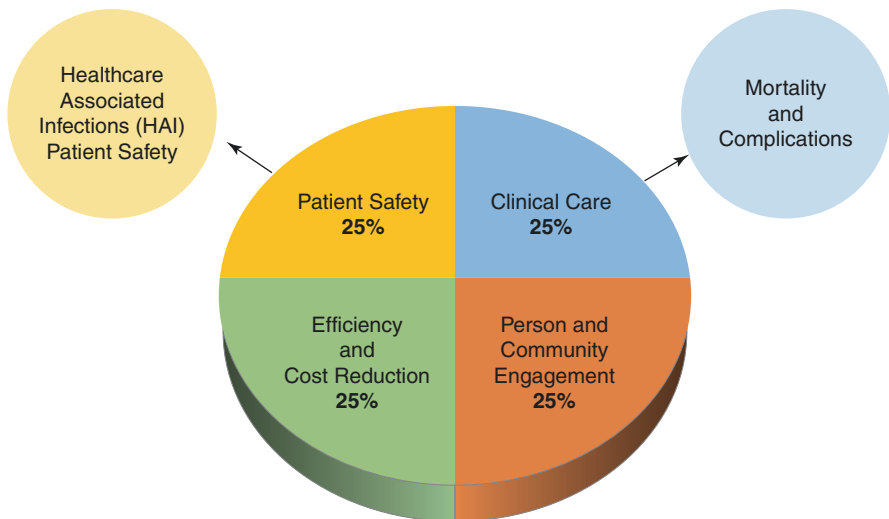 Healthcare
Associated
Infections (HAI)
Patient Safety
Mortality
and
Complications
Patient Safety
25%
Clinical Care
25%
Efficiency
and
Cost Reduction
25%
Person and
Community
Engagement
25%